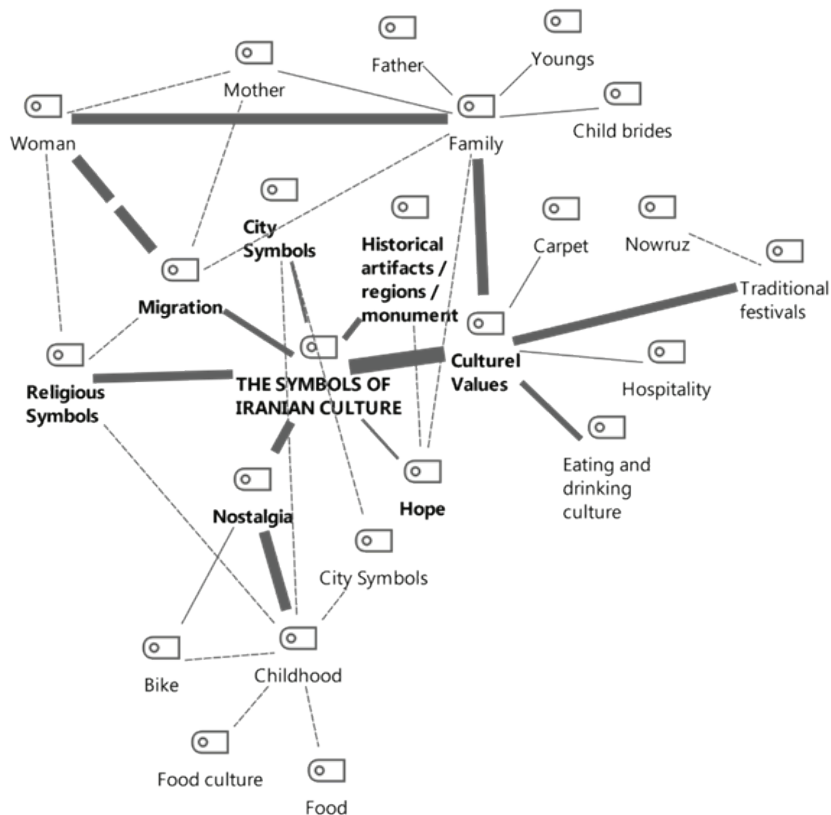 Father
Youngs
Mother
Child brides
Woman
Family
City
Symbols
Historical
artifacts /
regions /
monument
Carpet
Nowruz
Traditional
festivals
Migration
Religious
Symbols
THE SYMBOLS OF
IRANIAN CULTURE
Culturel
Values
Hospitality
Eating and
drinking
culture
Nostalgia
Hope
City Symbols
Bike
Childhood
Food culture
Food